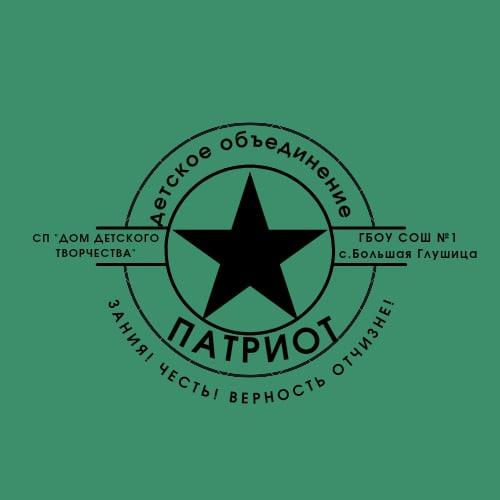 Детское объединение
СП "ДОМ ДЕТСКОГО
ТВОРЧЕСТВА"
ГБОУ СОШ №1
с.Большая Глушица
ПАТРИОТ
ЗАНИЯ! ЧЕСТЬ! ВЕРНОСТЬ ОТЧИЗНЕ!